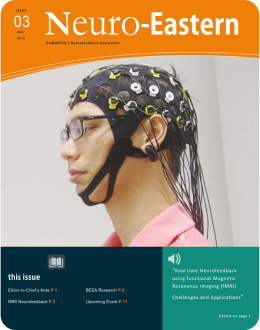 ISSUE
03
MAY
2010
Neuro-Eastern
Neurofeedback Newsletter
this issue
Editor-in-Chief's Note P.1
BESA Research P.5
fMRI Neurofeedback P.2
Upcoming Event P.11
"Real time Neurofeedback
using functional Magnetic
Resonance Imaging (fMRI):
Challenges and Applications"
Details on page 2